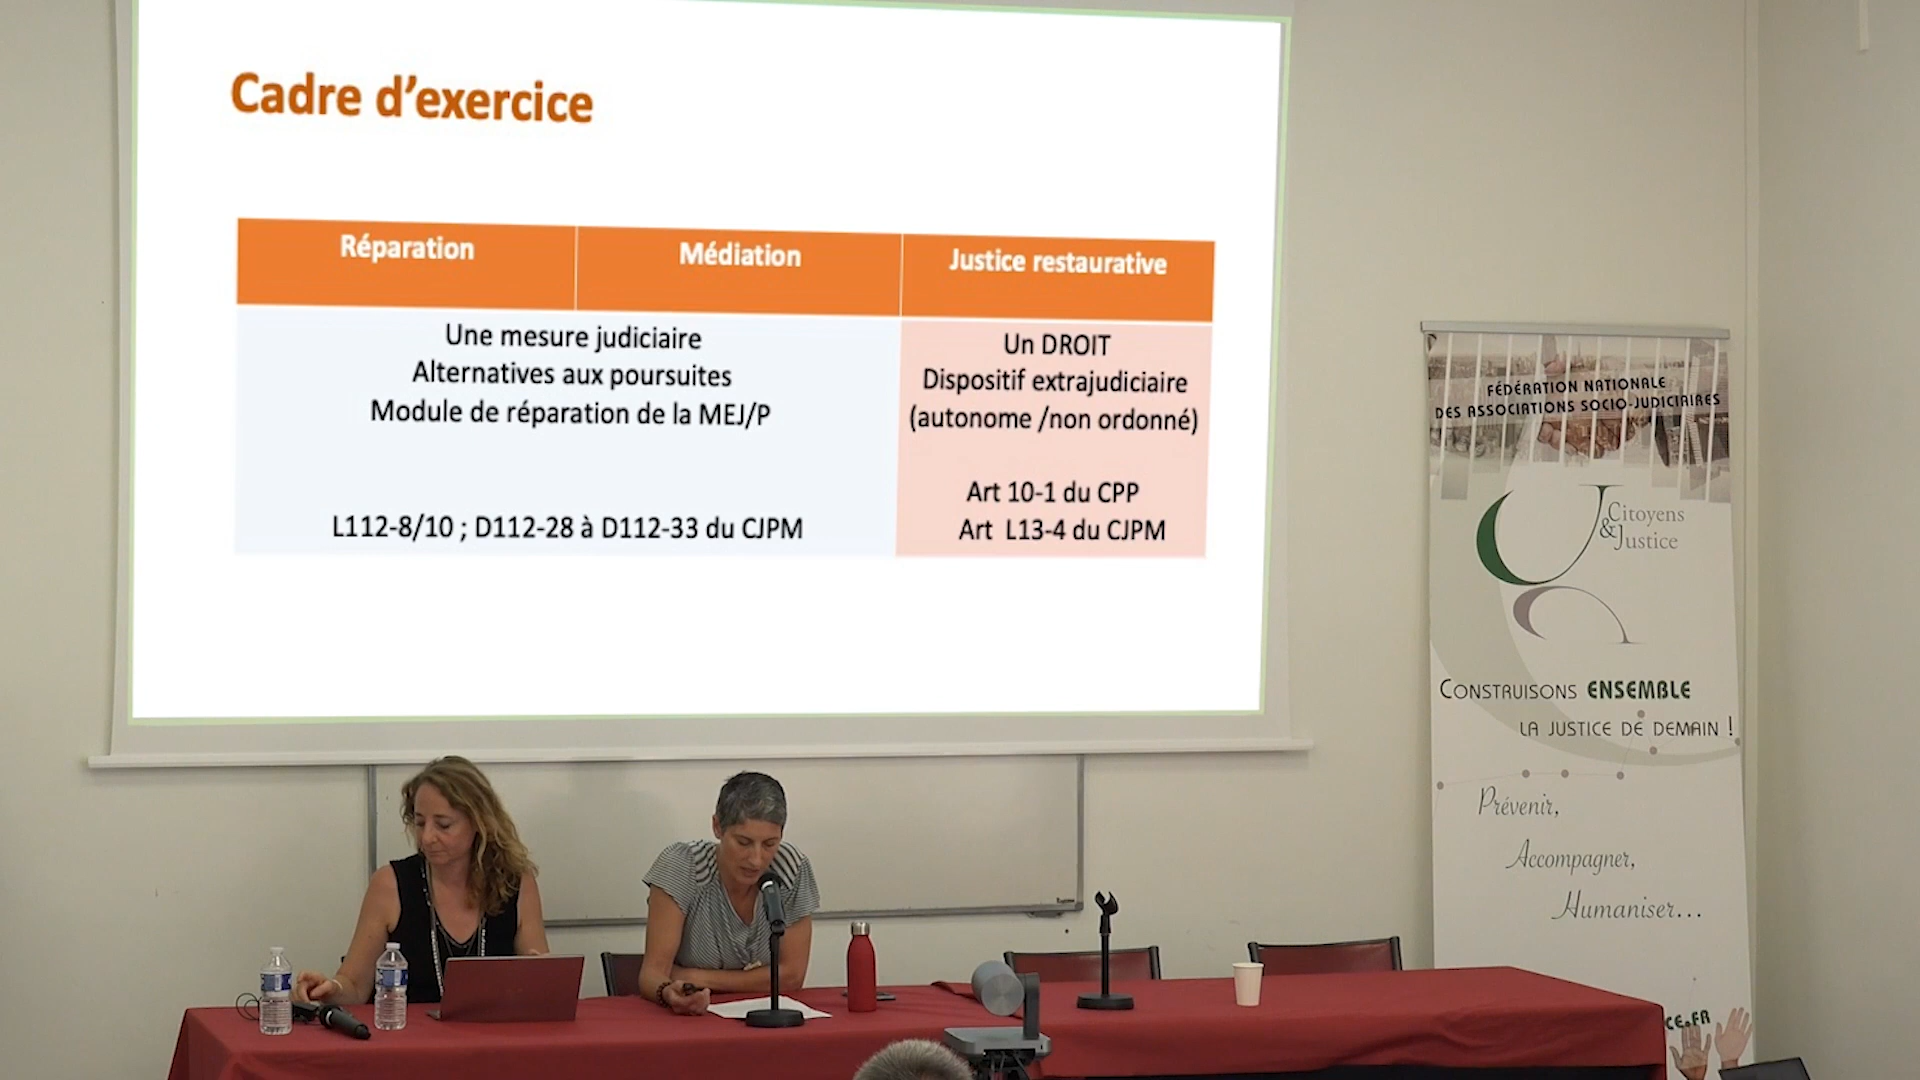 Cadre d’exercice
Réparation
Médiation
Justice restaurative
Une mesure judiciaire
Alternatives aux poursuites
Module de réparation de la MEJ/P
L112-8/10 ; D112-28 à D112-33 du CJPM
Un DROIT
Dispositif extrajudiciaire
(autonome /non ordonné)
Art 10-1 du CPP
Art L13-4 du CJPM
FÉDÉRATION NATIONALE
DES ASSOCIATIONS SOCIO-JUDICIAIRES
Citoyens
& Justice
CONSTRUISONS ENSEMBLE
LA JUSTICE DE DEMAIN !
Prévenir,
Accompagner,
Humaniser...
CE.FR